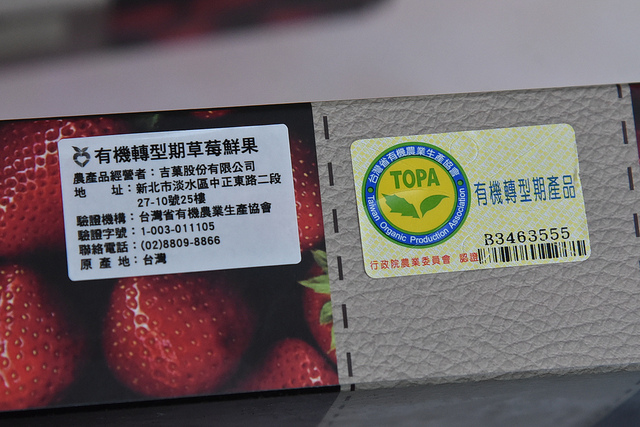 有機轉型期草莓鮮果
農產品經營者：吉菓股份有限公司
地　　址：新北市淡水區中正東路二段
27-10號25樓
驗證機構：台灣省有機農業生產協會
驗證字號：1-003-011105
聯絡電話：(02)8809-8866
原 產 地：台灣
台灣省有機農業生產協會
TOPA
Taiwan Organic Production Association
有機轉型期產品
B3463555
行政院農業委員會 認證